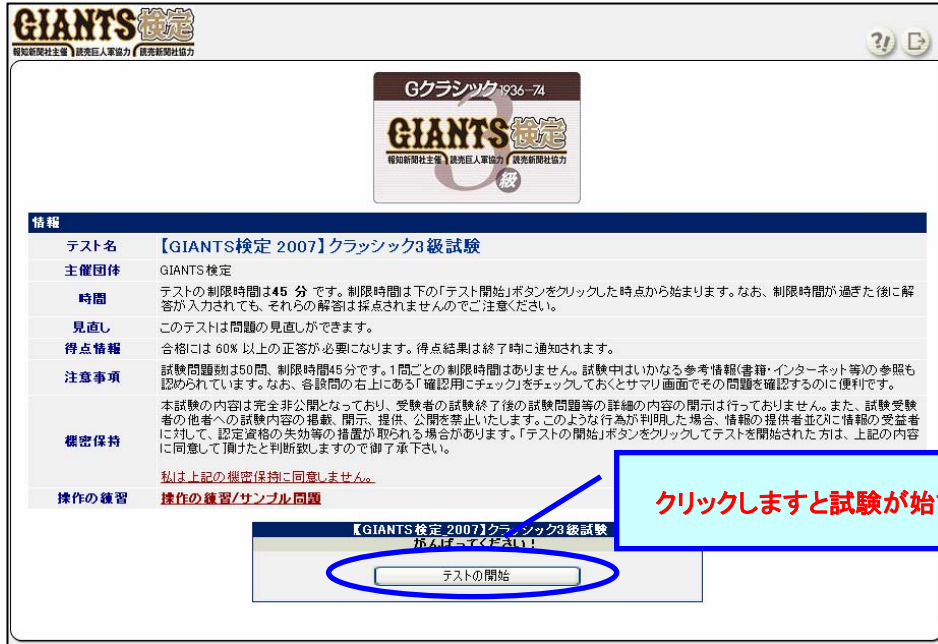 GIANTS検定
報知新聞社主催 読売巨人軍協力 読売新聞社協力
?!
Gクラシック 1936-74
3
GIANTS検定
報知新聞社主催 読売巨人軍協力 読売新聞社協力
級
情報
テスト名 【GIANTS検定 2007】クラッシック3級試験
主催団体 GIANTS検定
時間 テストの制限時間は45 分 です。制限時間は下の「テスト開始」ボタンをクリックした時点から始まります。なお、制限時間が過ぎた後に解
答が入力されても、それらの解答は採点されませんのでご注意ください。
見直し このテストは問題の見直しができます。
得点情報 合格には 60% 以上の正答が必要になります。得点結果は終了時に通知されます。
注意事項 試験問題数は50問、制限時間45分です。1問ごとの制限時間はありません。試験中はいかなる参考情報(書籍・インターネット等)の参照も
認められています。なお、各設問の右上にある「確認用にチェック」をチェックしておくとサマリ画面でその問題を確認するのに便利です。
機密保持 本試験の内容は完全非公開となっており、受験者の試験終了後の試験問題等の詳細の内容の開示は行っておりません。また、試験受験
者の他者への試験内容の掲載、開示、提供、公開を禁止いたします。このような行為が判明した場合、情報の提供者並びに情報の受益者
に対して、認定資格の失効等の措置が取られる場合があります。「テストの開始」ボタンをクリックしてテストを開始された方は、上記の内容
に同意して頂けたと判断致しますので御了承下さい。
私は上記の機密保持に同意しません。
操作の練習 操作の練習/サンプル問題
クリックしますと試験が始
【GIANTS検定 2007】クラッシック3級試験
がんばってください！
テストの開始